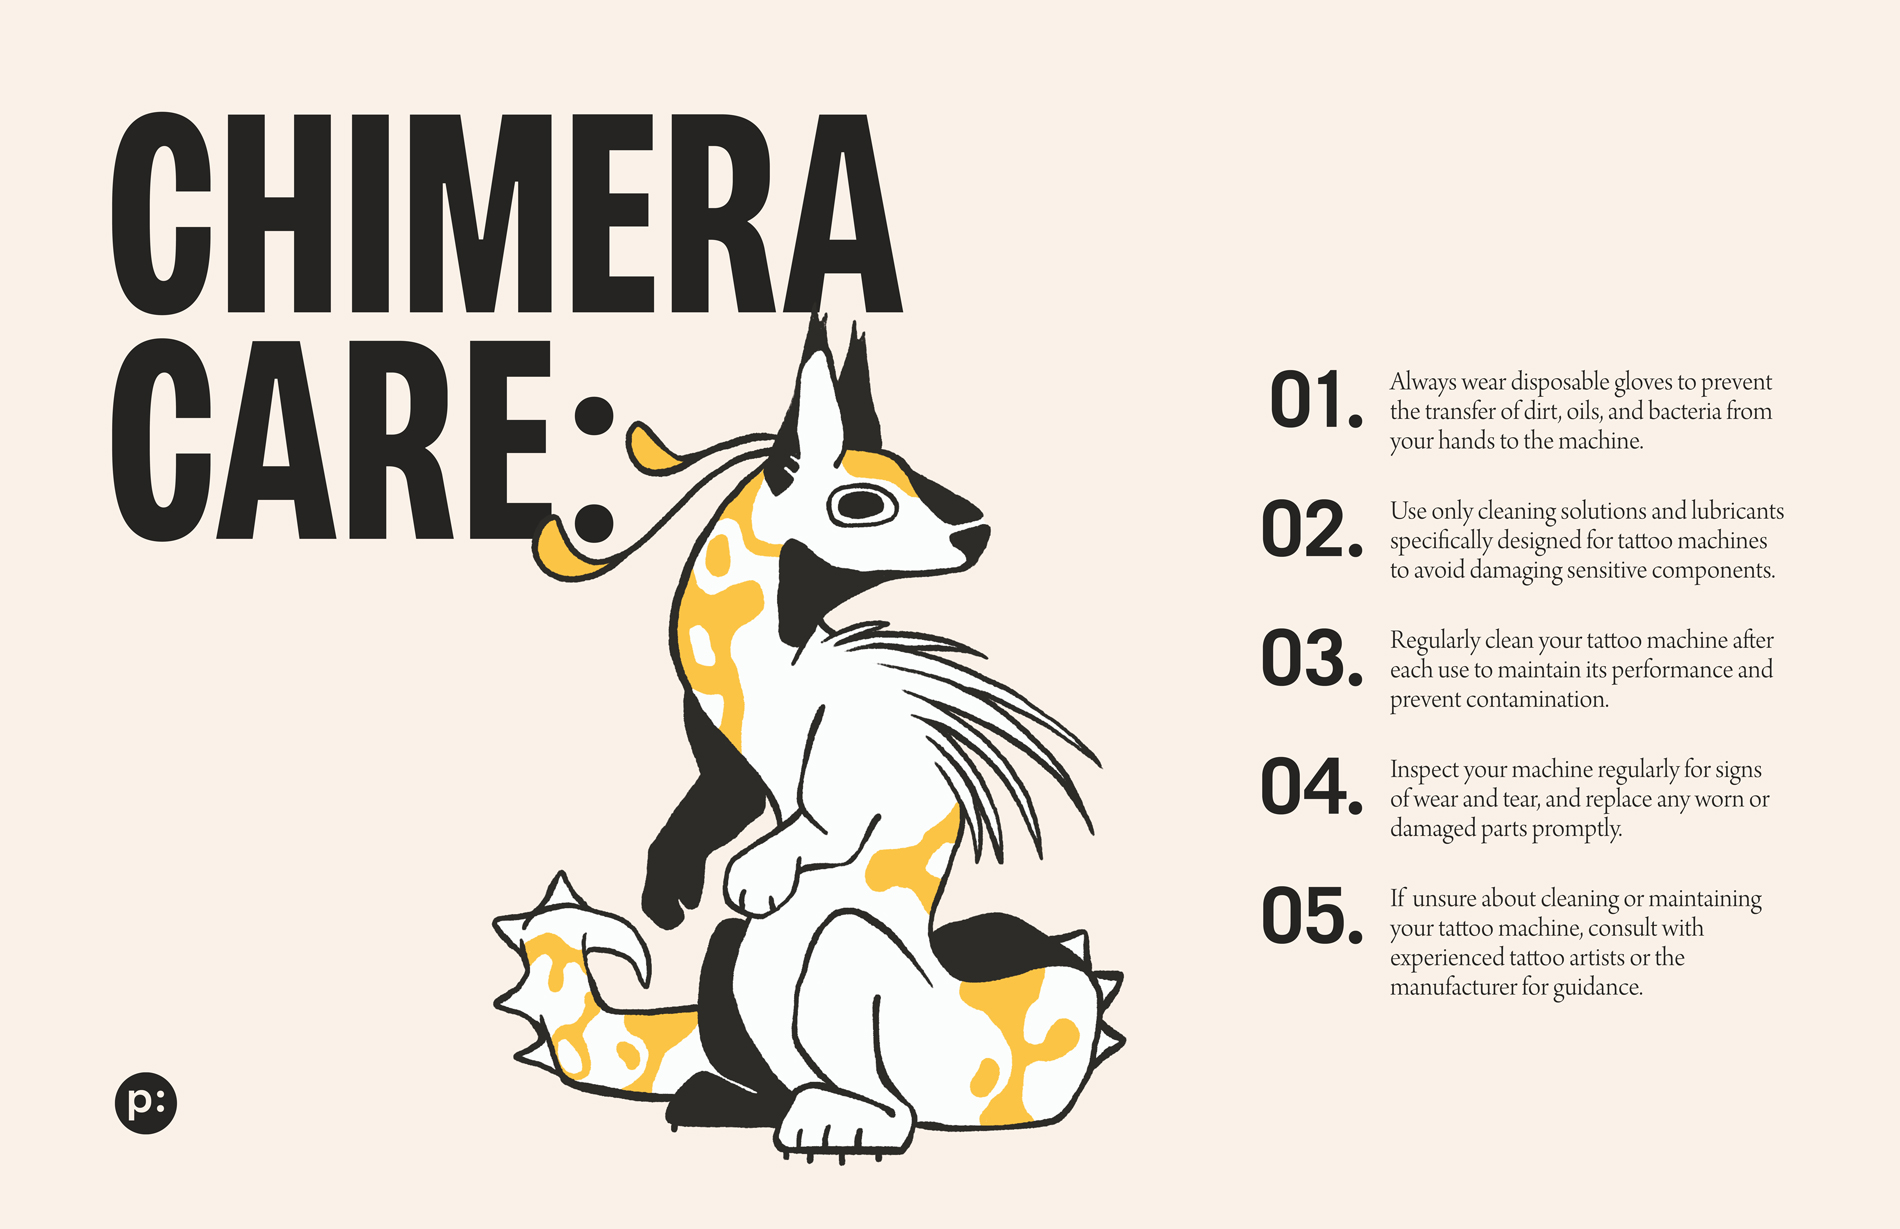 CHIMERA
CARE:
01.
Always wear disposable gloves to prevent
the transfer of dirt, oils, and bacteria from
your hands to the machine.
02.
Use only cleaning solutions and lubricants
specifically designed for tattoo machines
to avoid damaging sensitive components.
03.
Regularly clean your tattoo machine after
each use to maintain its performance and
prevent contamination.
04.
Inspect your machine regularly for signs
of wear and tear, and replace any worn or
damaged parts promptly.
05.
If unsure about cleaning or maintaining
your tattoo machine, consult with
experienced tattoo artists or the
manufacturer for guidance.
p: